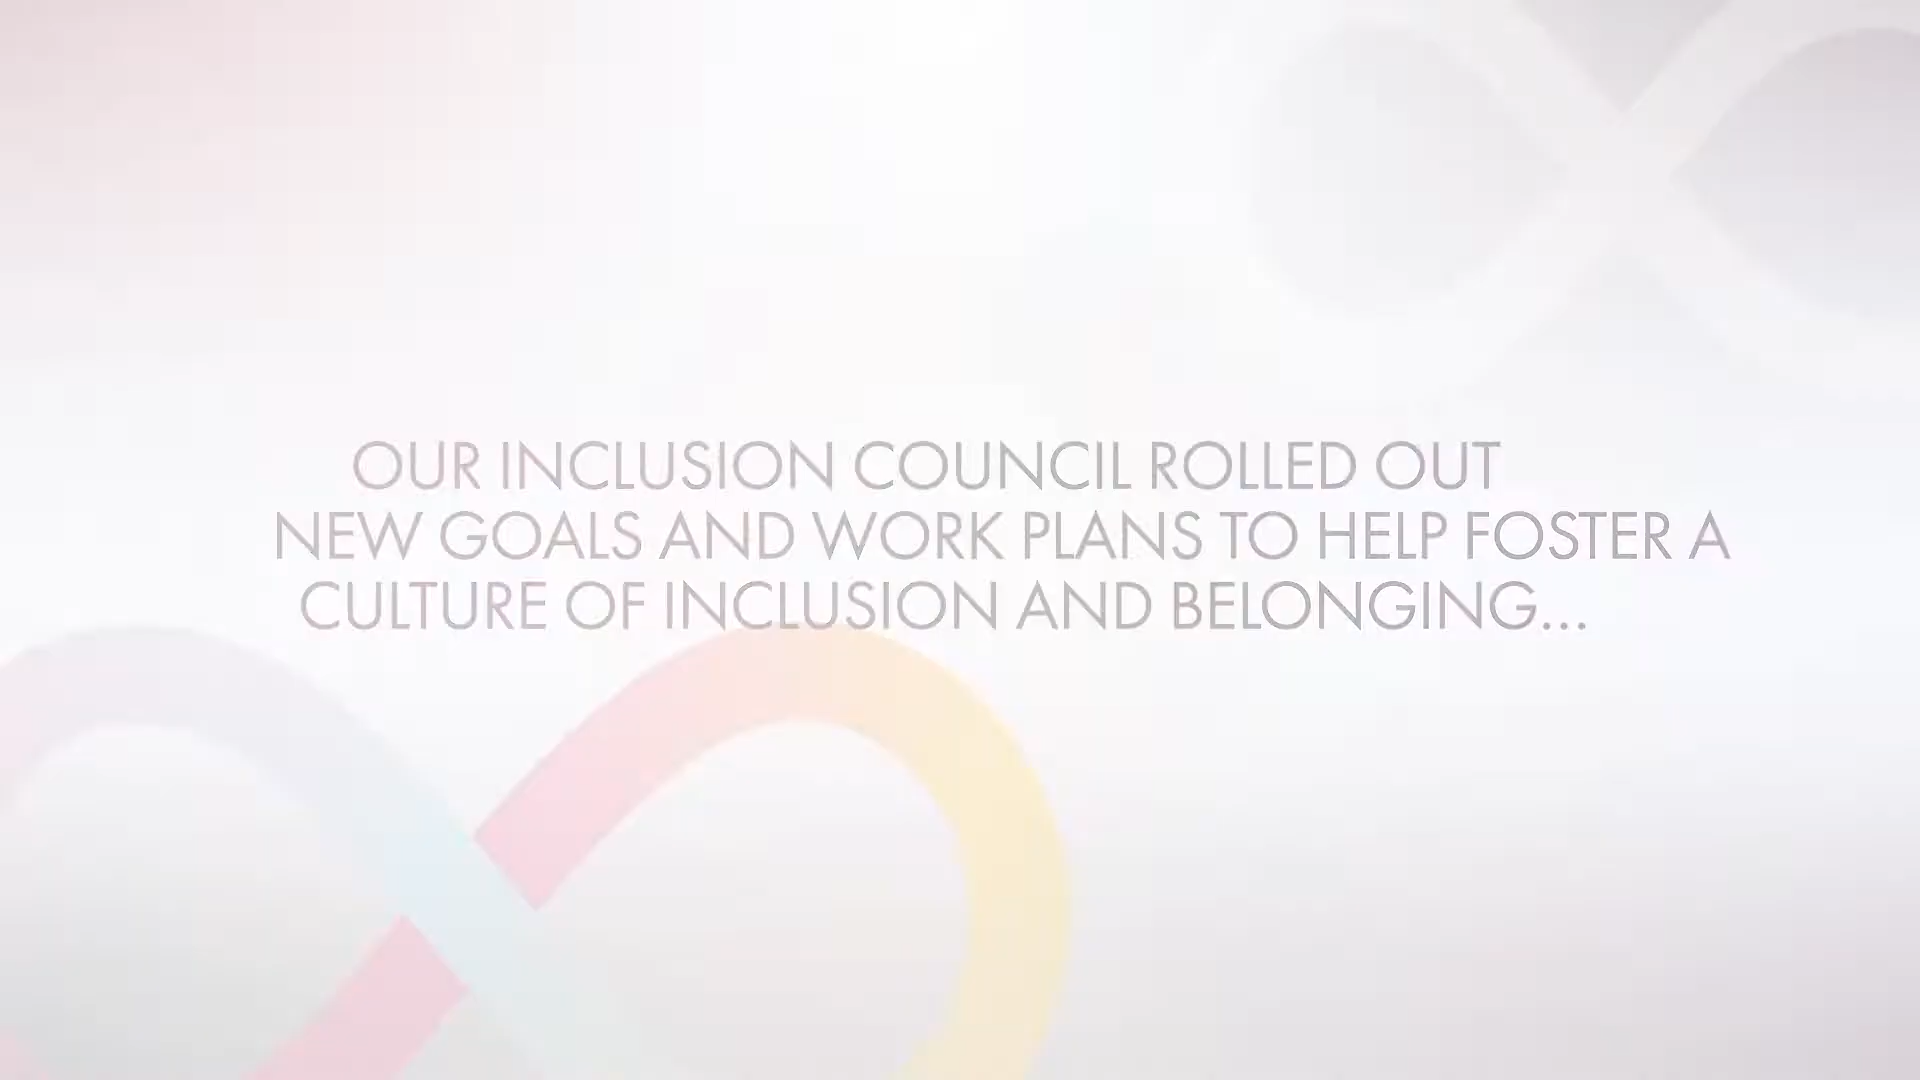 OUR INCLUSION COUNCIL ROLLED OUT
NEW GOALS AND WORK PLANS TO HELP FOSTER A
CULTURE OF INCLUSION AND BELONGING...